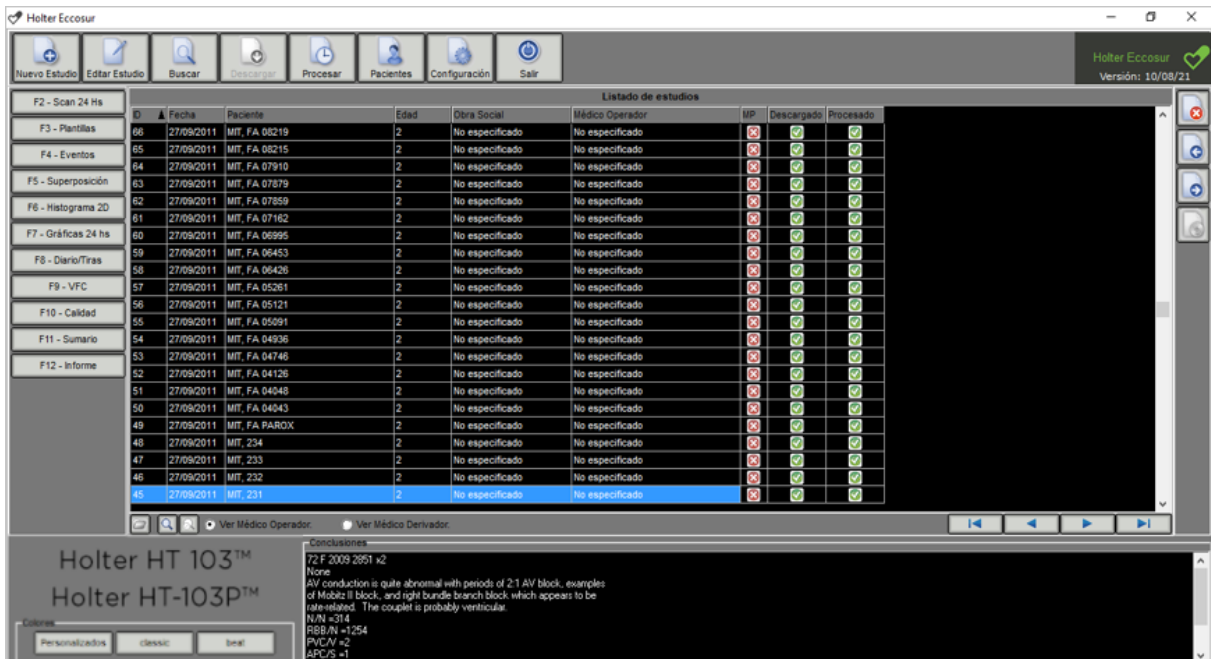 Holter Eccosur
Nuevo Estudio Editar Estudio Buscar Descargar Procesar Pacientes Configuración Salir
Holter Eccosur
Versión: 10/08/21
F2 - Scan 24 Hs
F3 - Plantillas
F4 - Eventos
F5 - Superposición
F6 - Histograma 2D
F7 - Gráficas 24 hs
F8 - Diario/Tiras
F9 - VFC
F10 - Calidad
F11 - Sumario
F12 - Informe
Listado de estudios
ID Fecha Paciente Edad Obra Social Médico Operador MP Descargado Procesado
66 27/09/2011 MIT, FA 08219 2 No especificado No especificado
65 27/09/2011 MIT, FA 08215 2 No especificado No especificado
64 27/09/2011 MIT, FA 07910 2 No especificado No especificado
63 27/09/2011 MIT, FA 07879 2 No especificado No especificado
62 27/09/2011 MIT, FA 07859 2 No especificado No especificado
61 27/09/2011 MIT, FA 07162 2 No especificado No especificado
60 27/09/2011 MIT, FA 06995 2 No especificado No especificado
59 27/09/2011 MIT, FA 06453 2 No especificado No especificado
58 27/09/2011 MIT, FA 06426 2 No especificado No especificado
57 27/09/2011 MIT, FA 05261 2 No especificado No especificado
56 27/09/2011 MIT, FA 05121 2 No especificado No especificado
55 27/09/2011 MIT, FA 05091 2 No especificado No especificado
54 27/09/2011 MIT, FA 04936 2 No especificado No especificado
53 27/09/2011 MIT, FA 04746 2 No especificado No especificado
52 27/09/2011 MIT, FA 04126 2 No especificado No especificado
51 27/09/2011 MIT, FA 04048 2 No especificado No especificado
50 27/09/2011 MIT, FA 04043 2 No especificado No especificado
49 27/09/2011 MIT, FA PAROX 2 No especificado No especificado
48 27/09/2011 MIT, 234 2 No especificado No especificado
47 27/09/2011 MIT, 233 2 No especificado No especificado
46 27/09/2011 MIT, 232 2 No especificado No especificado
45 27/09/2011 MIT, 231 2 No especificado No especificado
Ver Médico Operador. Ver Médico Derivador.
Holter HT 103™
Holter HT-103P™
Colores
Personalizados classic beat
Conclusiones
72 F 2009 2851 x2
None
AV conduction is quite abnormal with periods of 2:1 AV block, examples
of Mobitz II block, and right bundle branch block which appears to be
rate-related. The couplet is probably ventricular.
N/N =314
RBB/N =1254
PVC/V =2
APC/S =1